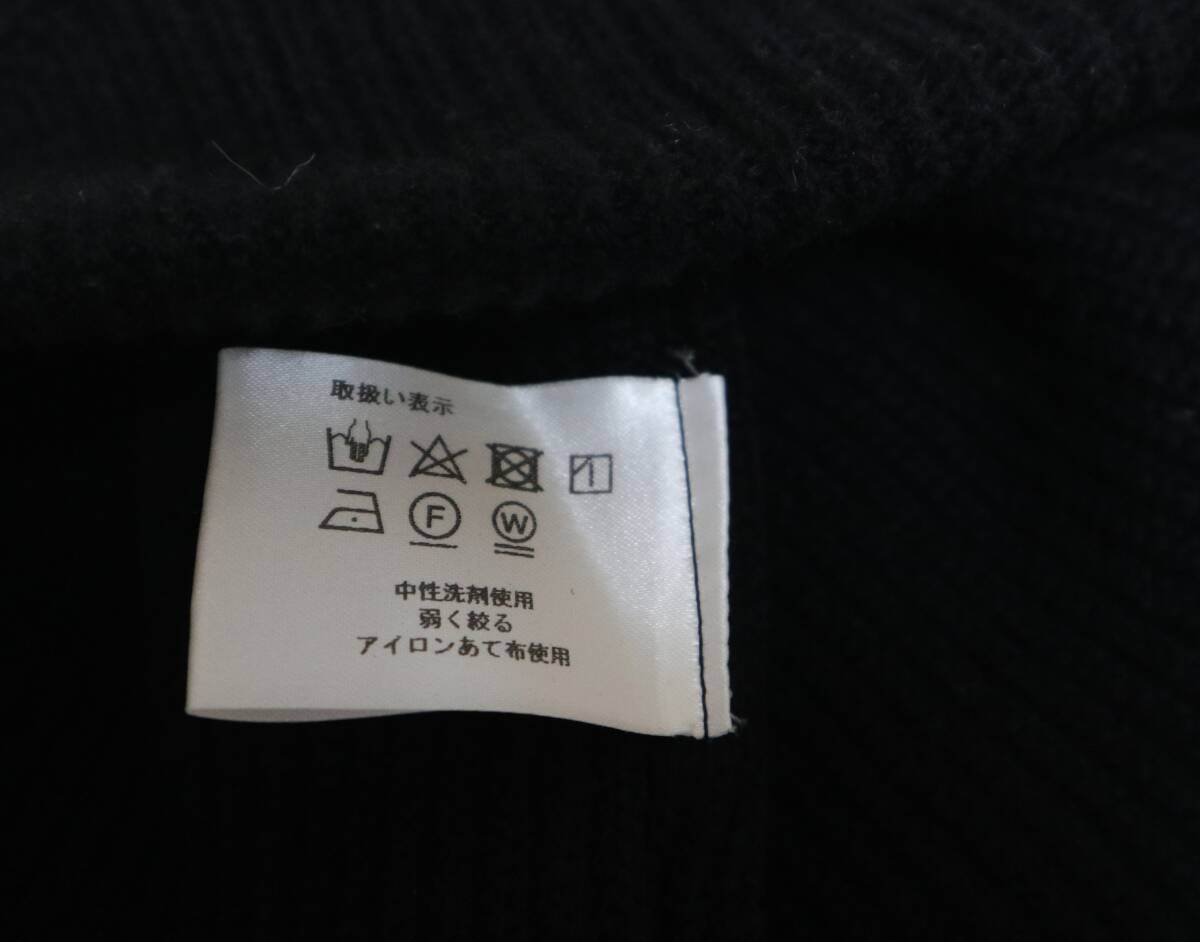 取扱い表示
F W
中性洗剤使用
弱く絞る
アイロンあて布使用